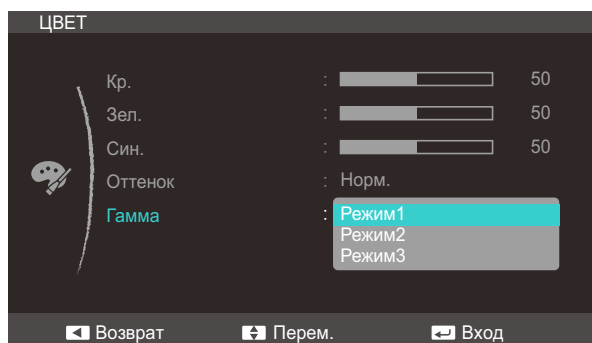 ЦВЕТ
Кр. : 50
Зел. : 50
Син. : 50
Оттенок : Норм.
Гамма : Режим1
Режим2
Режим3
Возврат Перем. Вход